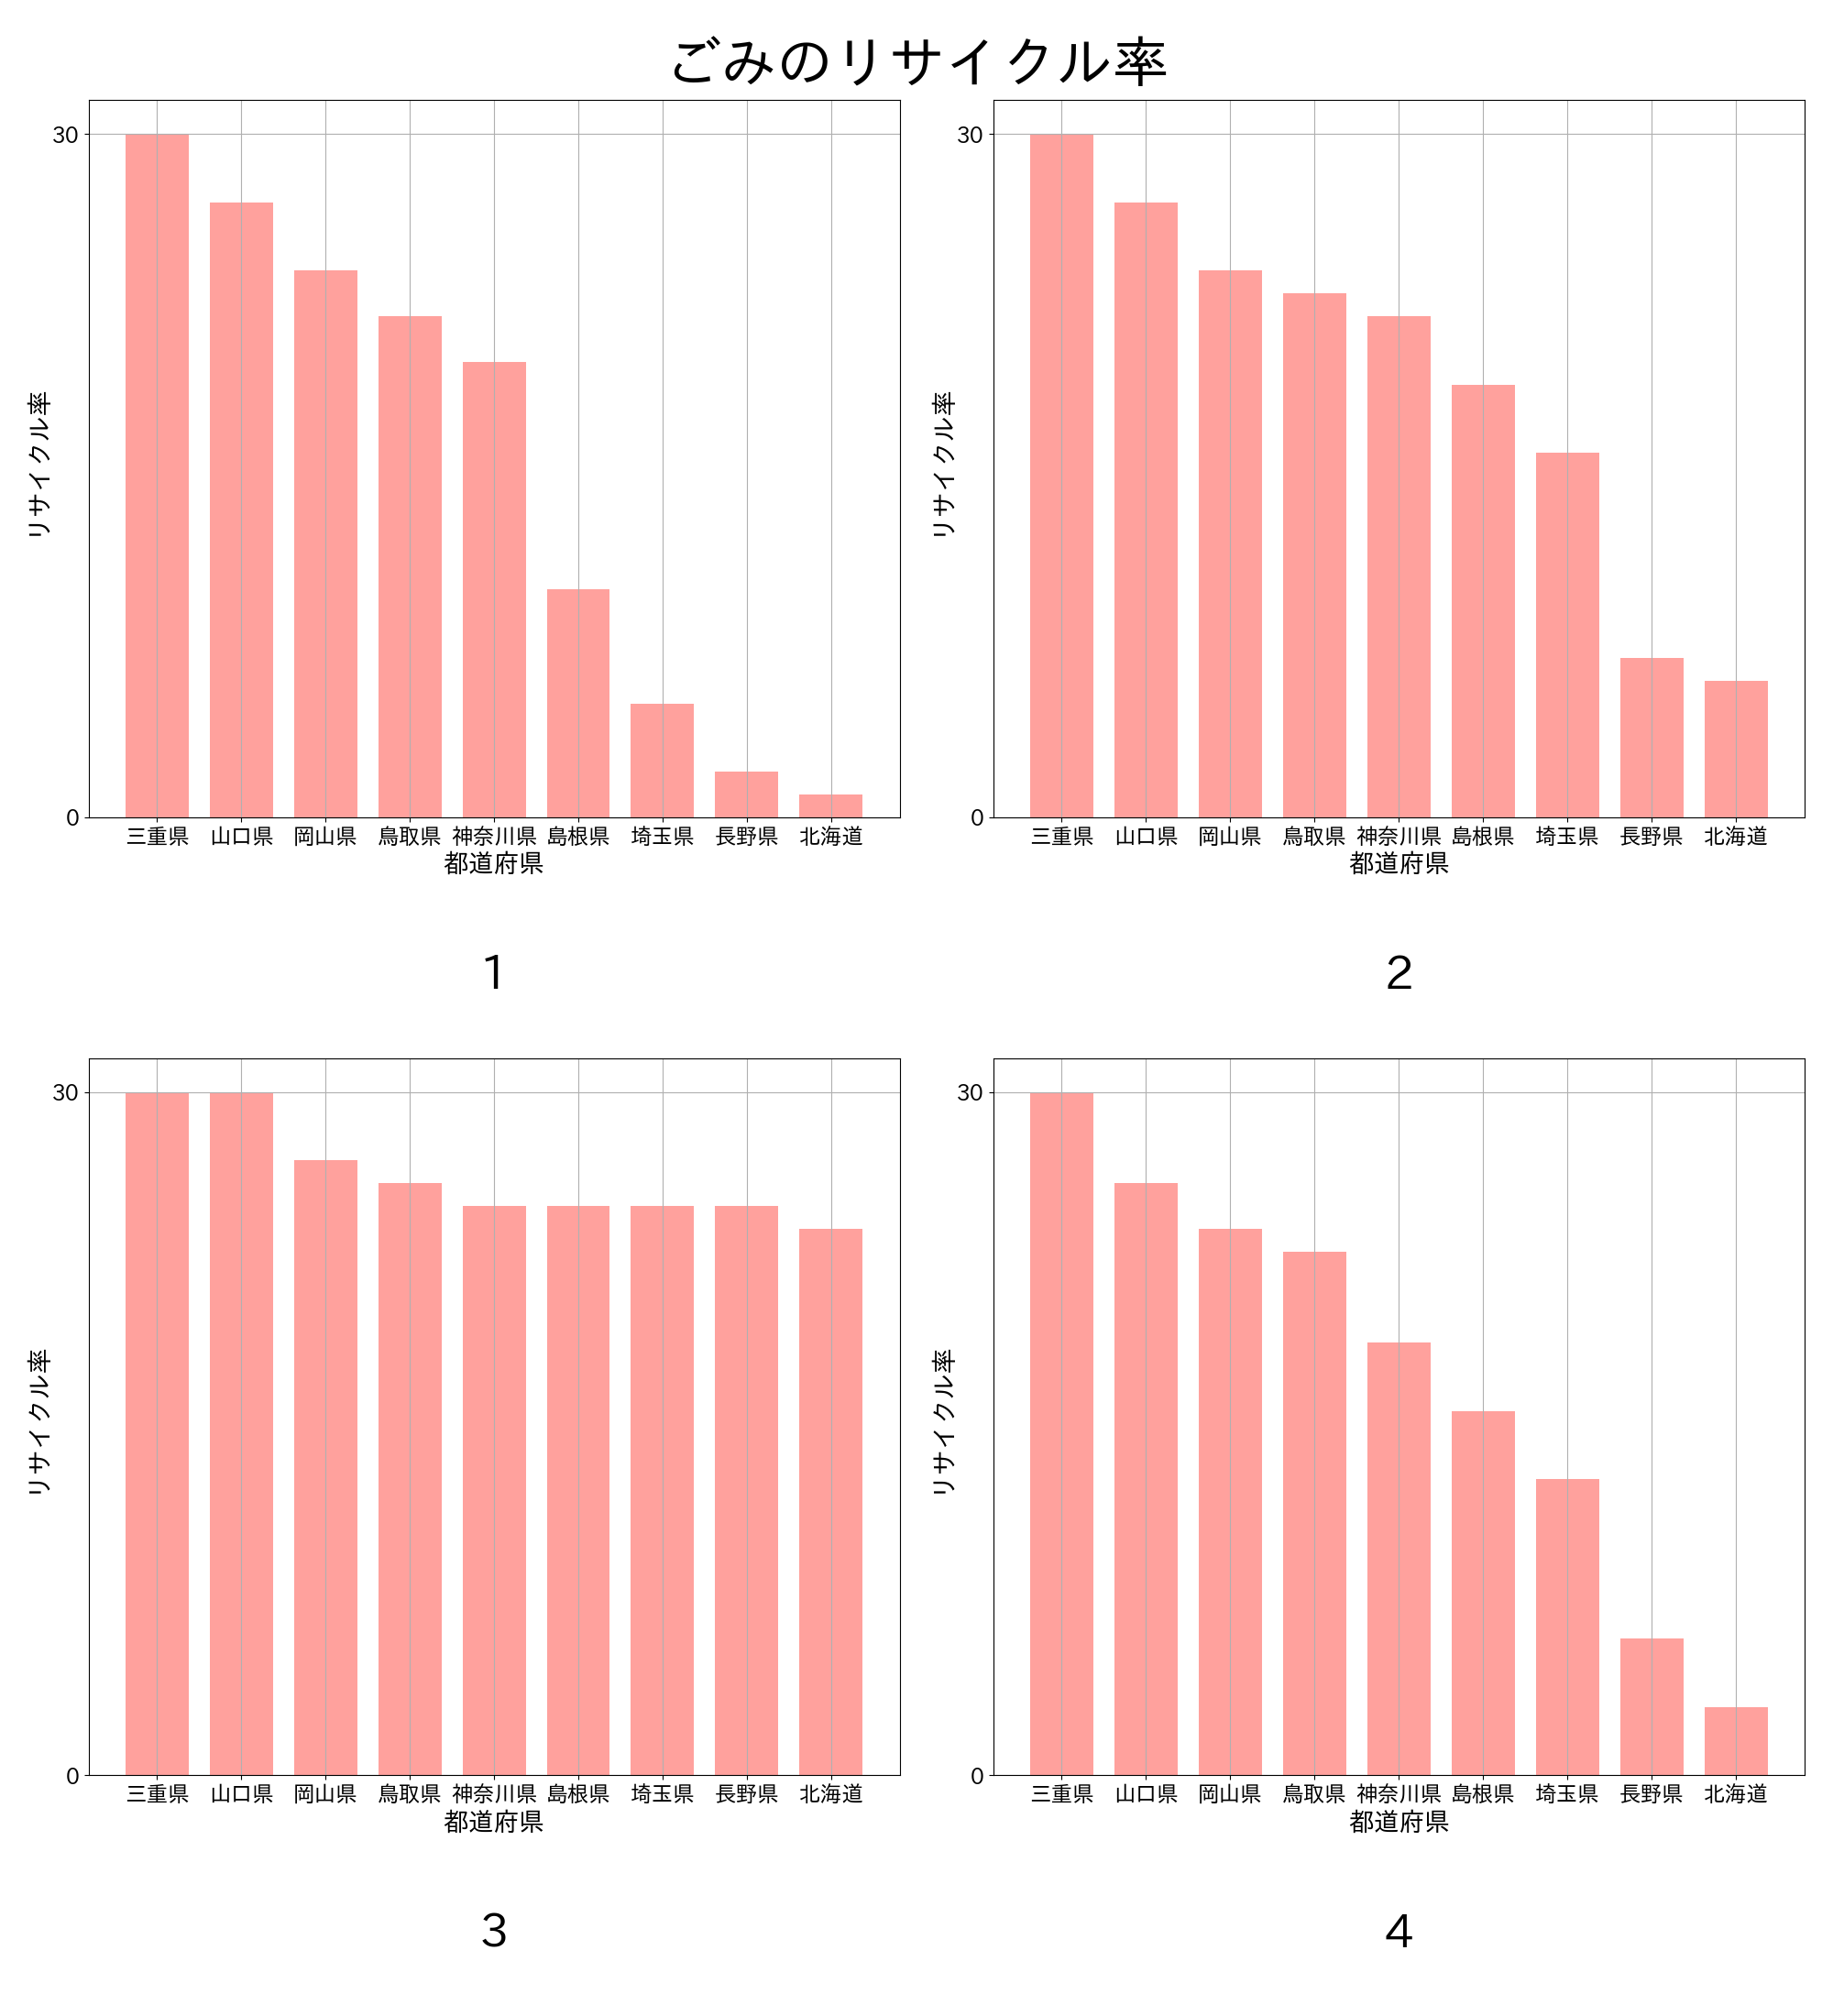 ごみのリサイクル率
30
0
リサイクル率
三重県 山口県 岡山県 鳥取県 神奈川県 島根県 埼玉県 長野県 北海道
都道府県
1
30
0
リサイクル率
三重県 山口県 岡山県 鳥取県 神奈川県 島根県 埼玉県 長野県 北海道
都道府県
2
30
0
リサイクル率
三重県 山口県 岡山県 鳥取県 神奈川県 島根県 埼玉県 長野県 北海道
都道府県
3
30
0
リサイクル率
三重県 山口県 岡山県 鳥取県 神奈川県 島根県 埼玉県 長野県 北海道
都道府県
4